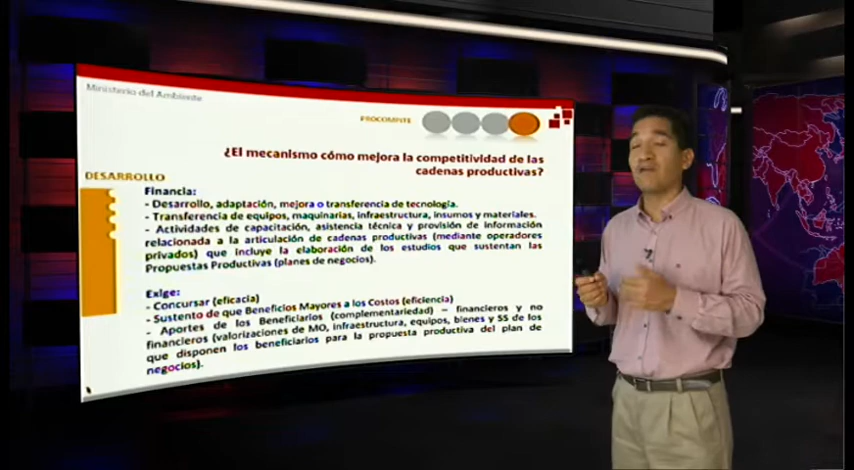 Ministerio del Ambiente
PROCOMPITE
¿El mecanismo cómo mejora la competitividad de las
cadenas productivas?
DESARROLLO
Financia:
- Desarrollo, adaptación, mejora o transferencia de tecnología.
- Transferencia de equipos, maquinarias, infraestructura, insumos y materiales.
- Actividades de capacitación, asistencia técnica y provisión de información
relacionada a la articulación de cadenas productivas (mediante operadores
privados) que incluye la elaboración de los estudios que sustentan las
Propuestas Productivas (planes de negocios).
Exige:
- Concursar (eficacia)
- Sustento de que Beneficios Mayores a los Costos (eficiencia)
- Aportes de los Beneficiarios (complementariedad) – financieros y no
financieros (valorizaciones de MO, infraestructura, equipos, bienes y SS de los
que disponen los beneficiarios para la propuesta productiva del plan de
negocios).